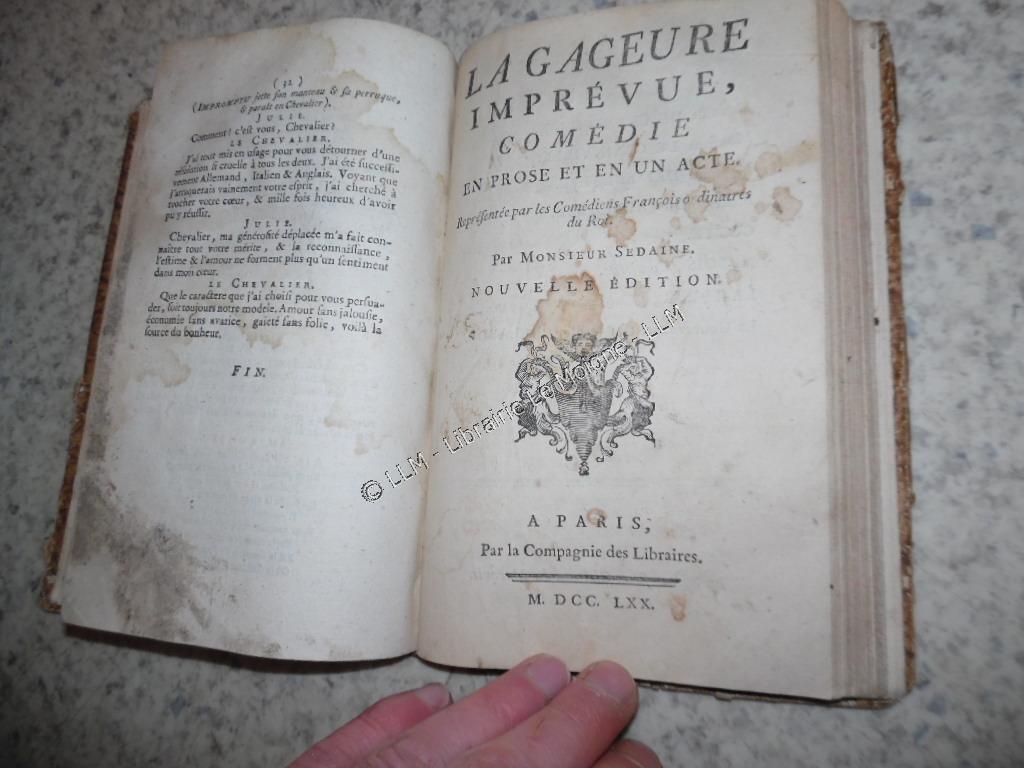 ( 32 )
(IMPROMPTU jette son manteau & sa perruque,
& paraît en Chevalier).
JULIE.
Comment ! c'est vous, Chevalier ?
LE CHEVALIER.
J'ai tout mis en usage pour vous détourner d'une
résolution si cruelle à tous les deux. J'ai été successi-
vement Allemand, Italien & Anglais. Voyant que
j'attaquerais vainement votre esprit, j'ai cherché à
toucher votre cœur, & mille fois heureux d'avoir
pu y réussir.
JULIE.
Chevalier, ma générosité déplacée m'a fait con-
naître tout votre mérite, & la reconnaissance,
l'estime & l'amour ne forment plus qu'un sentiment
dans mon cœur.
LE CHEVALIER.
Que le caractere que j'ai choisi pour vous persua-
der, soit toujours notre modele. Amour sans jalousie,
économie sans avarice, gaieté sans folie, voilà la
source du bonheur.
FIN.
LA GAGEURE
IMPRÉVUE,
COMÉDIE
EN PROSE ET EN UN ACTE.
Représentée par les Comédiens François o dinaires
du Roi.
Par MONSIEUR SEDAINE.
NOUVELLE ÉDITION.
A PARIS,
Par la Compagnie des Libraires.
M. DCC. LXX.
© LLM - Librairie Le Moigne - LLM